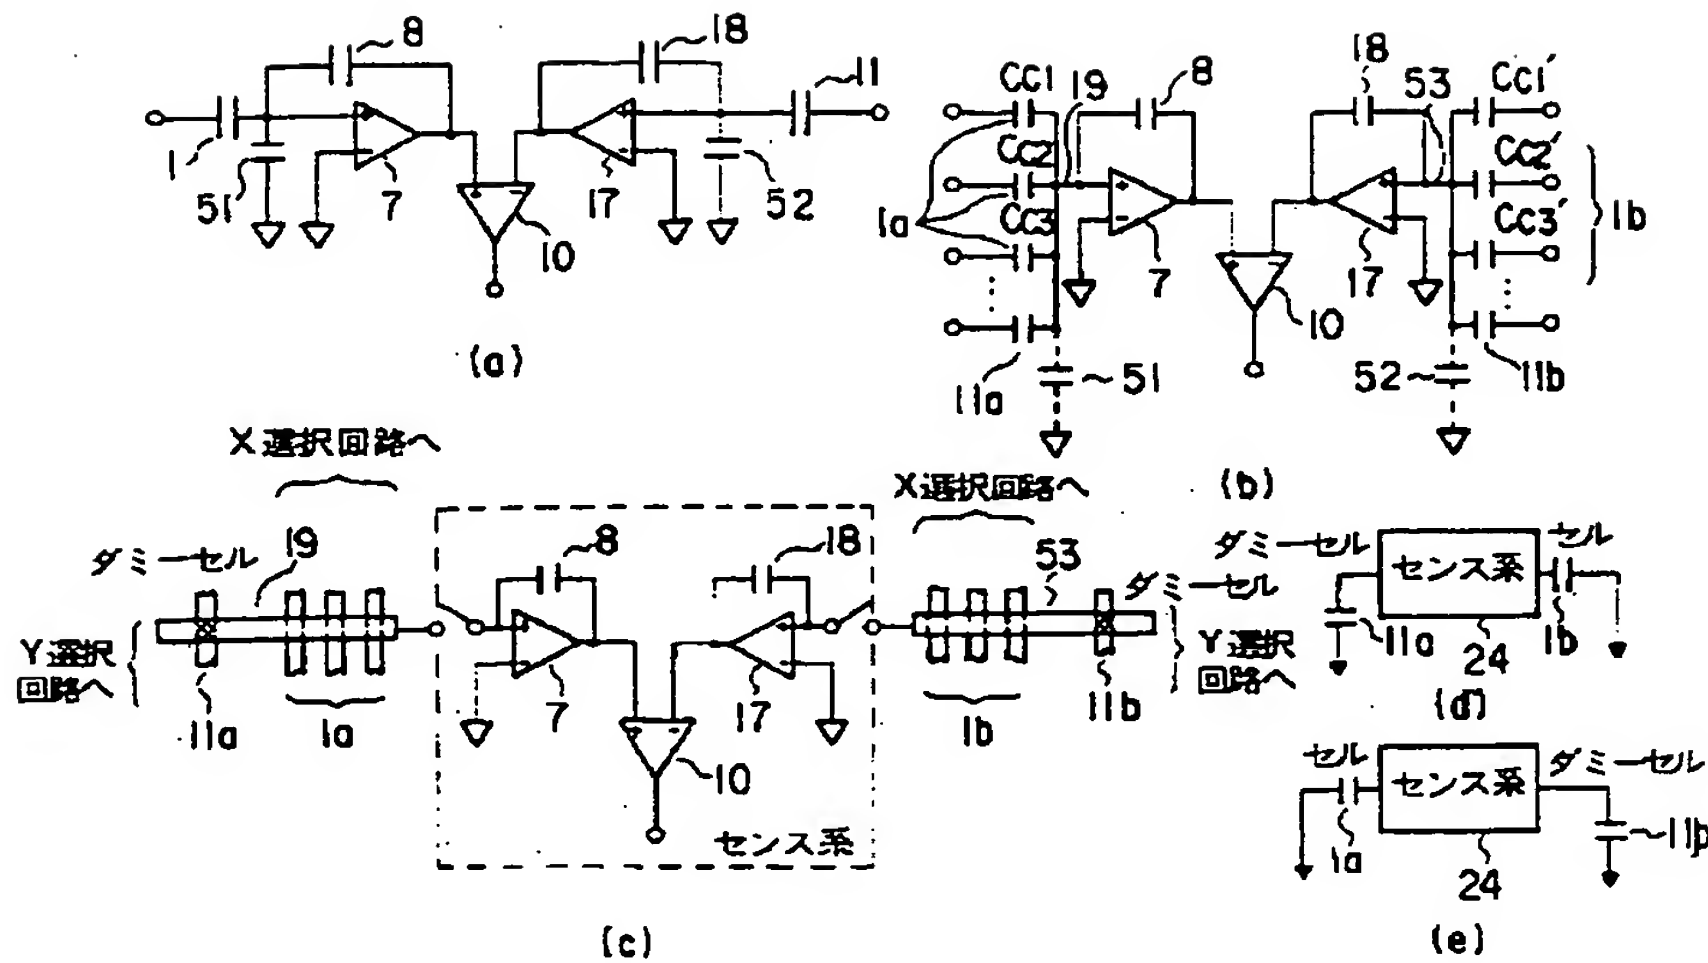 8
18
11
1
51
7
10
17
52
(a)
CC1
19
8
18
53
CC1'
CC2
CC2'
1a
CC3
CC3'
1b
7
17
10
11a
51
52
11b
(b)
X選択回路へ
ダミーセル
19
8
18
X選択回路へ
53
ダミーセル
Y選択
回路へ
11a
1a
7
17
10
1b
11b
Y選択
回路へ
センス系
(c)
ダミーセル
センス系
セル
11a
24
1b
(d)
セル
センス系
ダミーセル
1a
24
11b
(e)